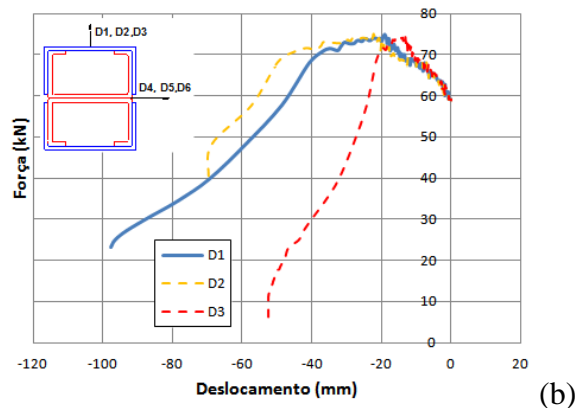 D1, D2,D3
D4, D5,D6
80
70
60
50
40
30
20
10
0
Força (kN)
D1
D2
D3
-120 -100 -80 -60 -40 -20 0 20
Deslocamento (mm)
(b)